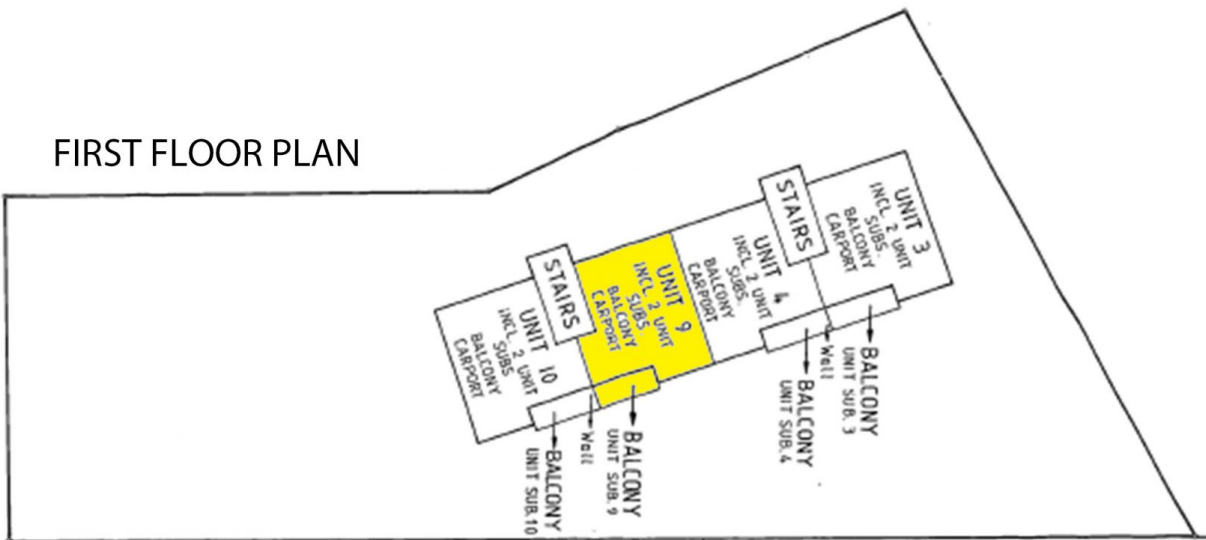 FIRST FLOOR PLAN
UNIT 3
INCL. 2 UNIT
SUBS.
BALCONY
CARPORT
STAIRS
UNIT 4
INCL. 2 UNIT
SUBS.
BALCONY
CARPORT
UNIT 9
INCL. 2 UNIT
SUBS
BALCONY
CARPORT
STAIRS
UNIT 10
INCL. 2 UNIT
SUBS
BALCONY
CARPORT
BALCONY
UNIT SUB. 3
Wall
BALCONY
UNIT SUB.4
BALCONY
UNIT SUB.9
Wall
BALCONY
UNIT SUB.10